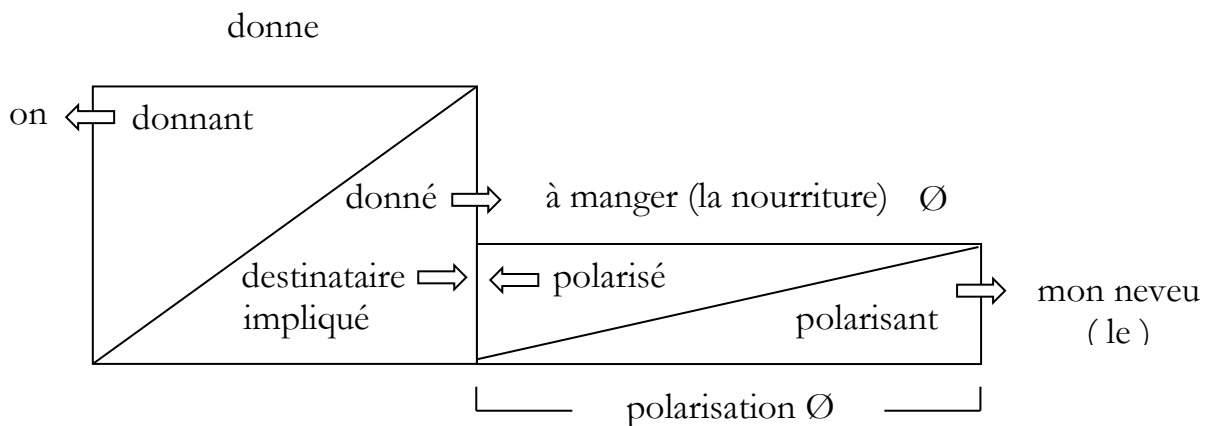 donne
on donnant
donné à manger (la nourriture) Ø
destinataire polarisé
impliqué polarisant mon neveu
( le )
polarisation Ø